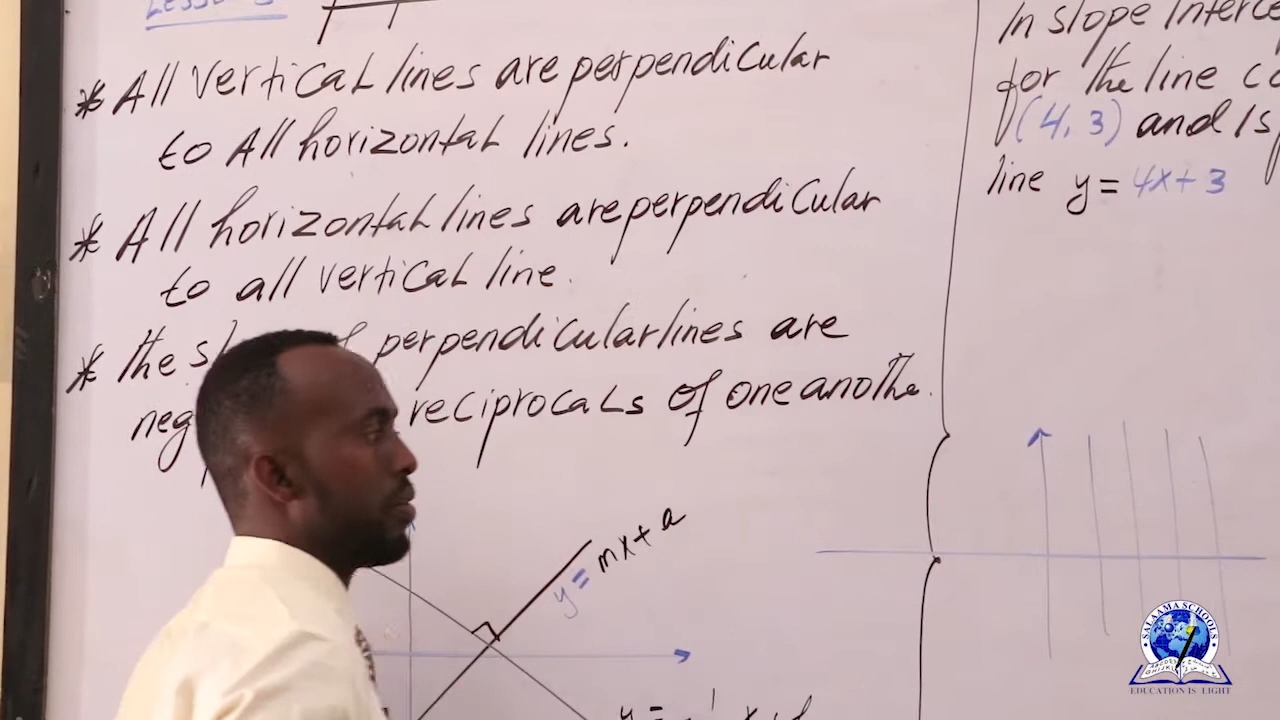 All vertical lines are perpendicular
to All horizontal lines.
* All horizontal lines are perpendicular
to all vertical line.
* the perpendicular lines are
reciprocals of one anothe.
y = mx + a
In slope
for the line
(4, 3) and is
line y = 4x + 3
SALAAMA SCHOOLS
EDUCATION IS LIGHT